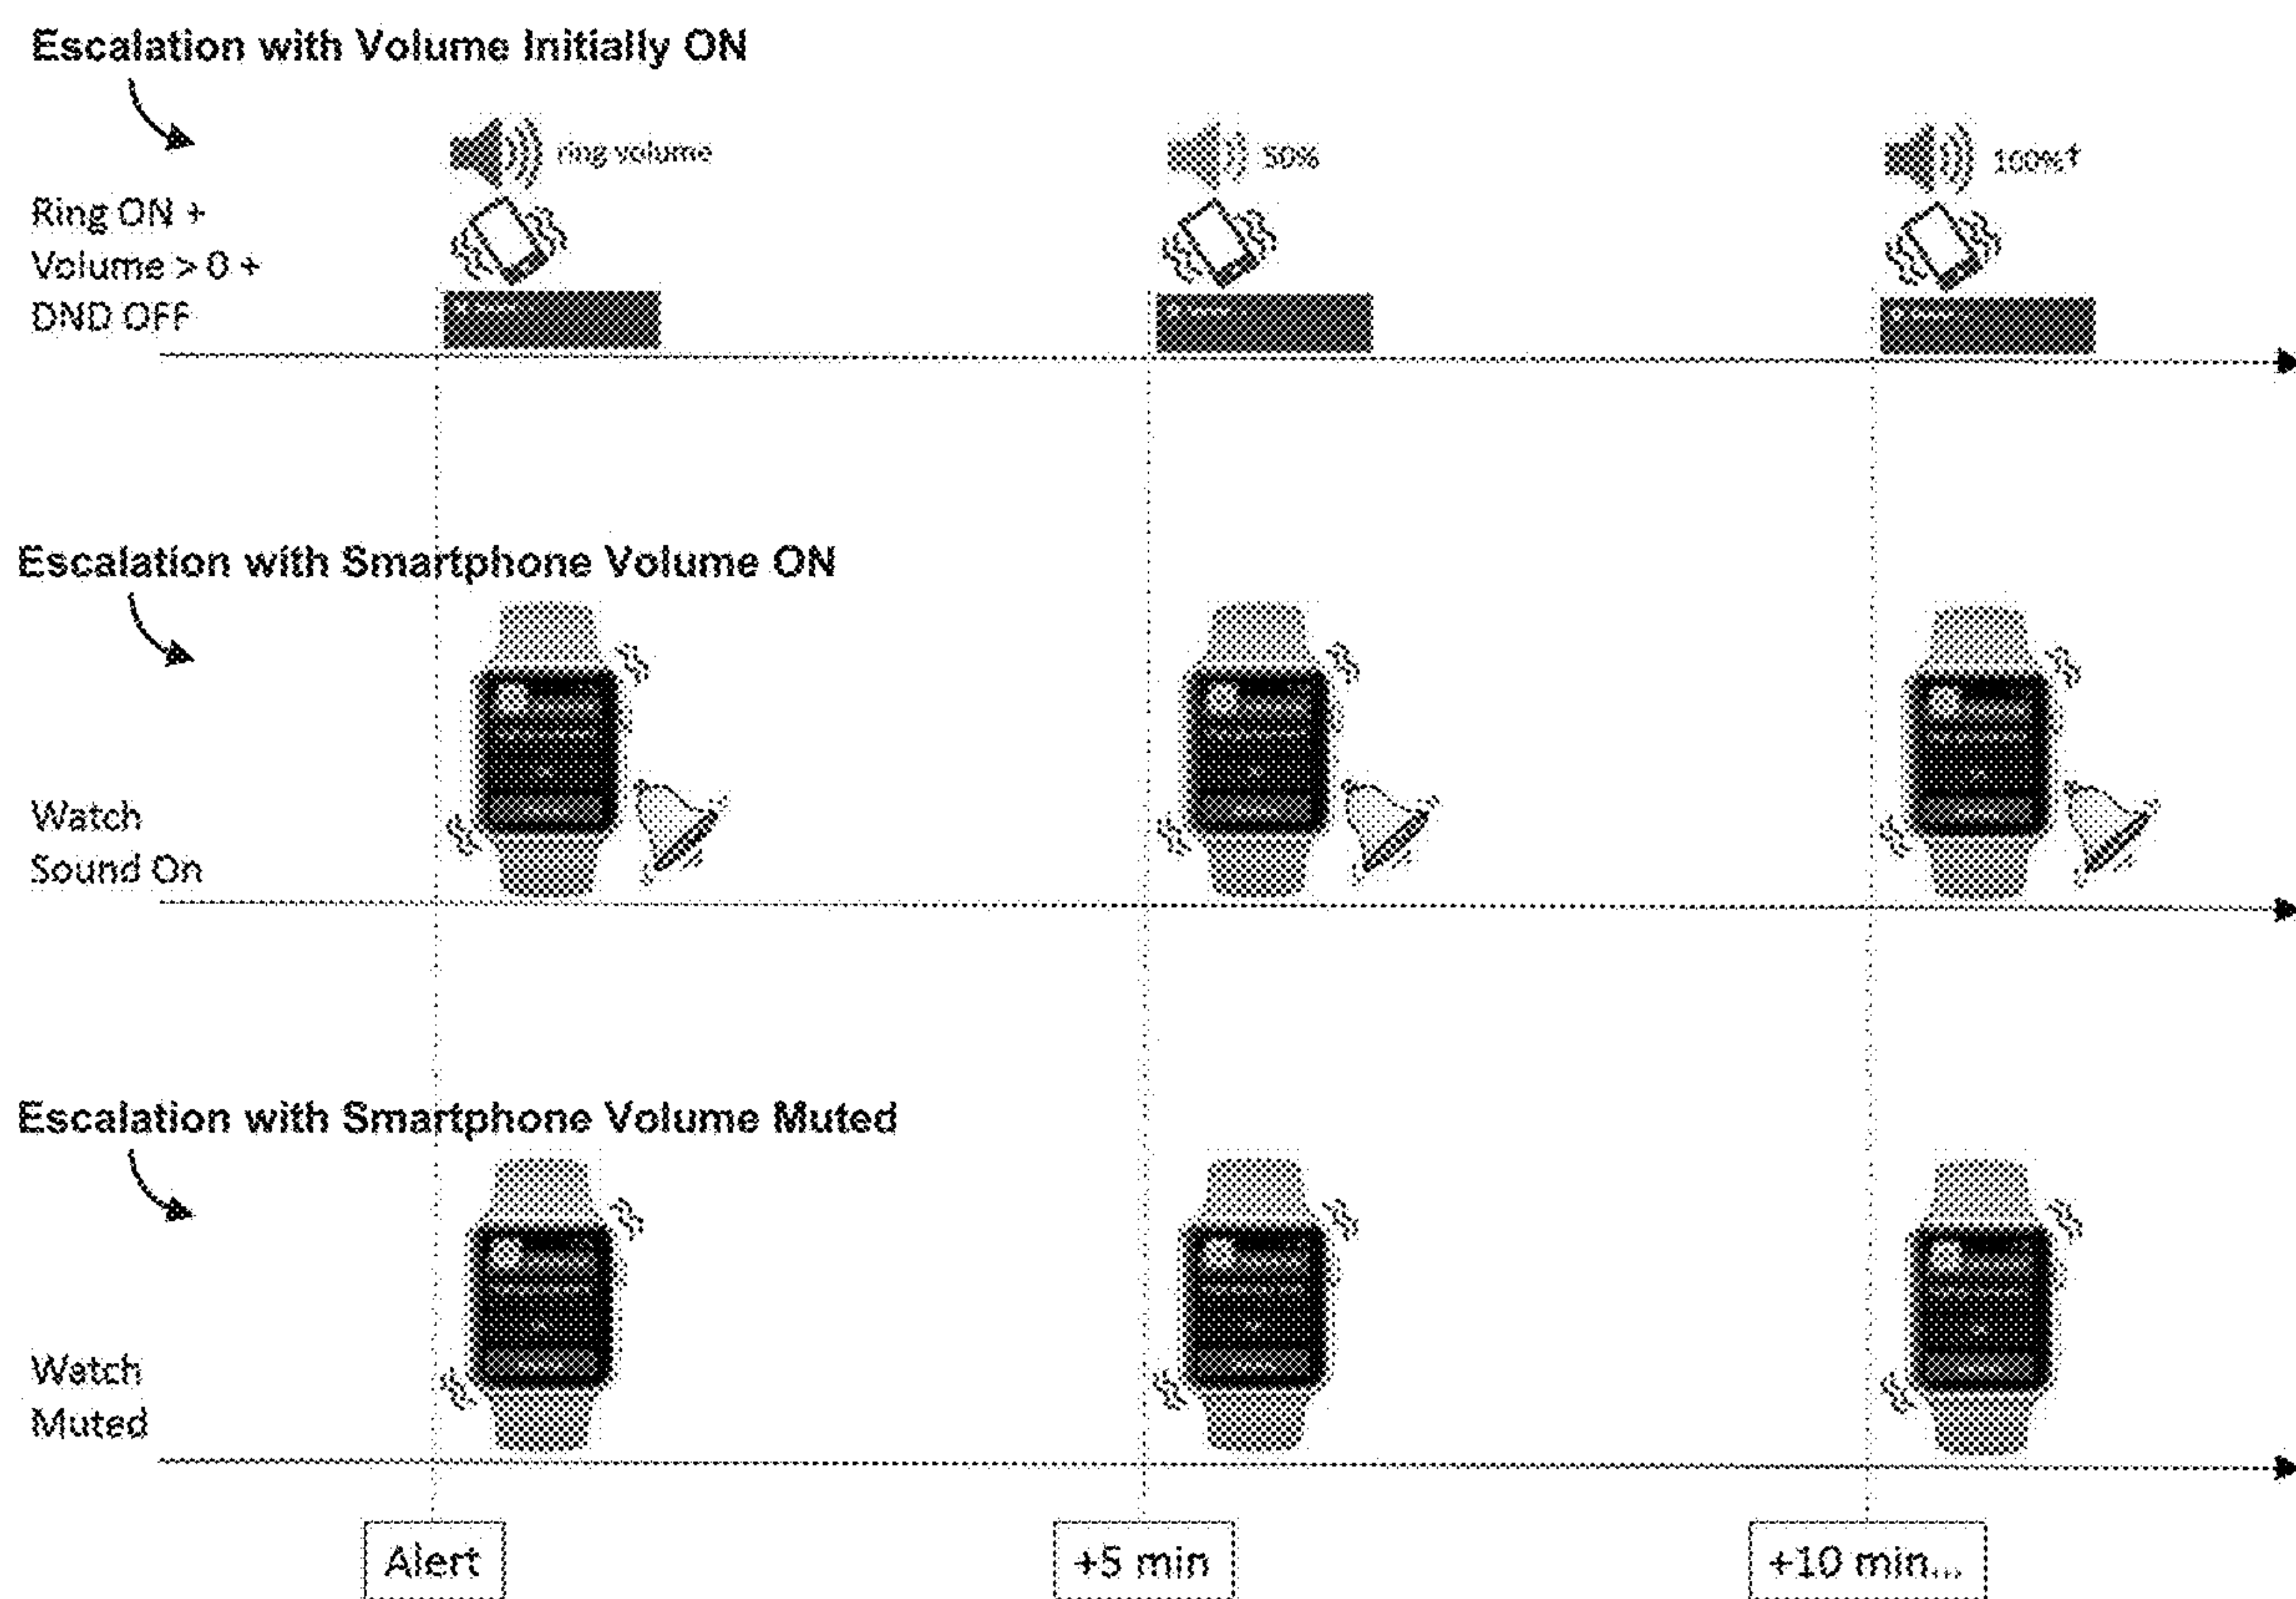 Escalation with Volume Initially ON
ring volume
50%
100%†
Ring ON +
Volume > 0 +
DND OFF
Escalation with Smartphone Volume ON
Watch
Sound On
Escalation with Smartphone Volume Muted
Watch
Muted
Alert
+5 min
+10 min...